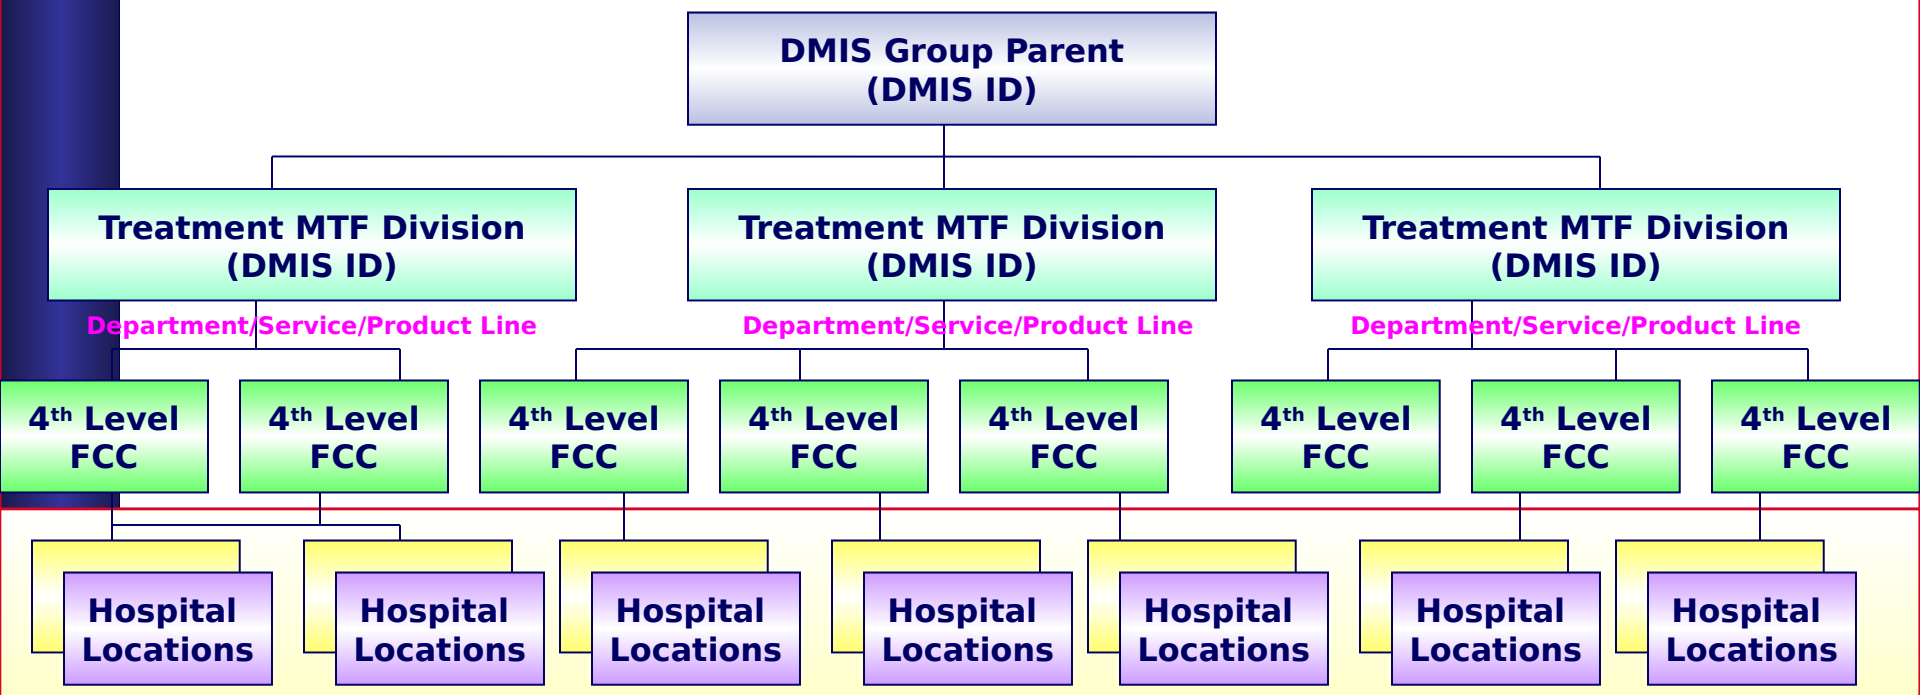 DMIS Group Parent
(DMIS ID)
Treatment MTF Division
(DMIS ID)
Treatment MTF Division
(DMIS ID)
Treatment MTF Division
(DMIS ID)
Department/Service/Product Line
Department/Service/Product Line
Department/Service/Product Line
4th Level
FCC
4th Level
FCC
4th Level
FCC
4th Level
FCC
4th Level
FCC
4th Level
FCC
4th Level
FCC
4th Level
FCC
Hospital
Locations
Hospital
Locations
Hospital
Locations
Hospital
Locations
Hospital
Locations
Hospital
Locations
Hospital
Locations